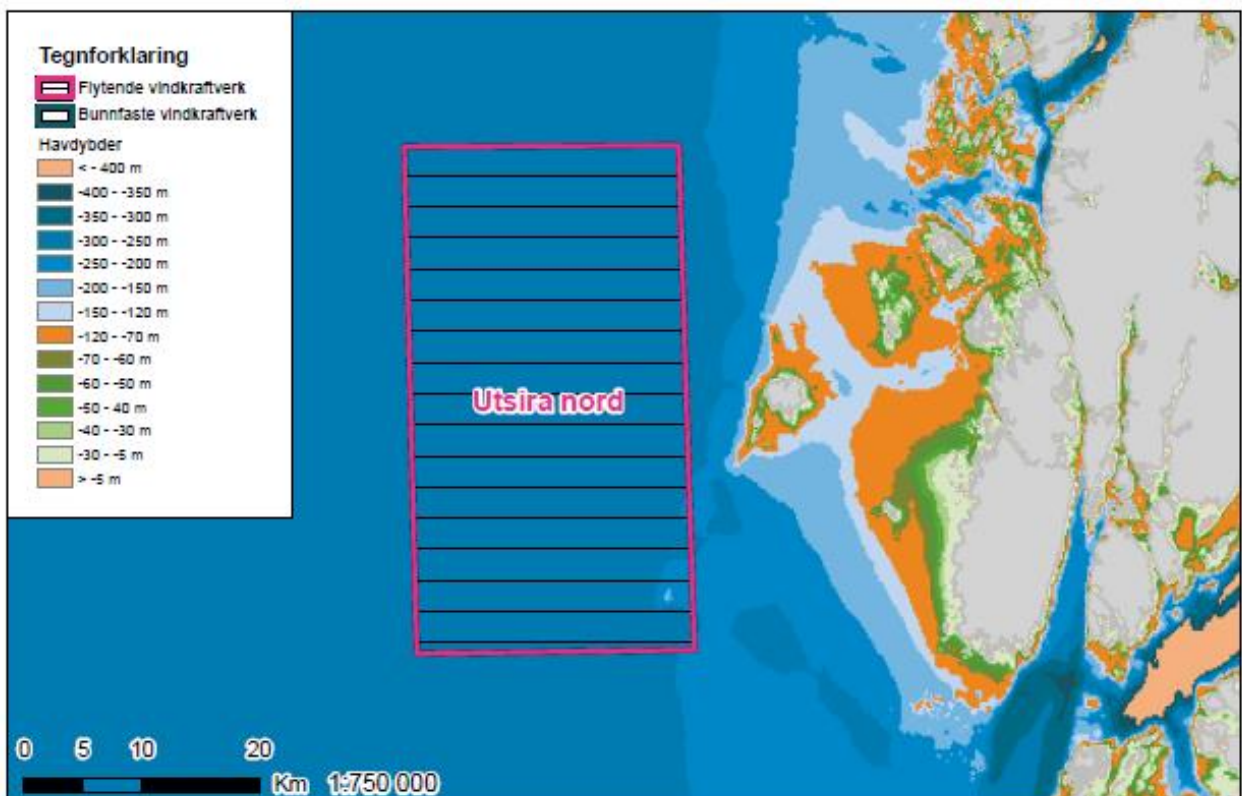 Tegnforklaring
Flytende vindkraftverk
Bunnfaste vindkraftverk
Havdybder
< - 400 m
-400 - -350 m
-350 - -300 m
-300 - -250 m
-250 - -200 m
-200 - -150 m
-150 - -120 m
-120 - -70 m
-70 - -60 m
-60 - -50 m
-50 - 40 m
-40 - -30 m
-30 - -5 m
> -5 m
Utsira nord
0 5 10 20
Km 1:750 000